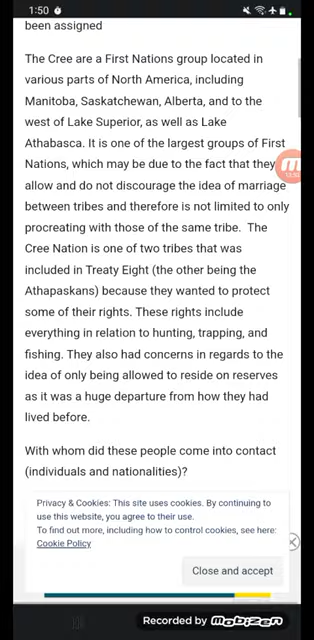 1:50
been assigned
The Cree are a First Nations group located in
various parts of North America, including
Manitoba, Saskatchewan, Alberta, and to the
west of Lake Superior, as well as Lake
Athabasca. It is one of the largest groups of First
Nations, which may be due to the fact that they
allow and do not discourage the idea of marriage
between tribes and therefore is not limited to only
procreating with those of the same tribe. The
Cree Nation is one of two tribes that was
included in Treaty Eight (the other being the
Athapaskans) because they wanted to protect
some of their rights. These rights include
everything in relation to hunting, trapping, and
fishing. They also had concerns in regards to the
idea of only being allowed to reside on reserves
as it was a huge departure from how they had
lived before.
With whom did these people come into contact
(individuals and nationalities)?
Privacy & Cookies: This site uses cookies. By continuing to
use this website, you agree to their use.
To find out more, including how to control cookies, see here:
Cookie Policy
Close and accept
Recorded by mobizen